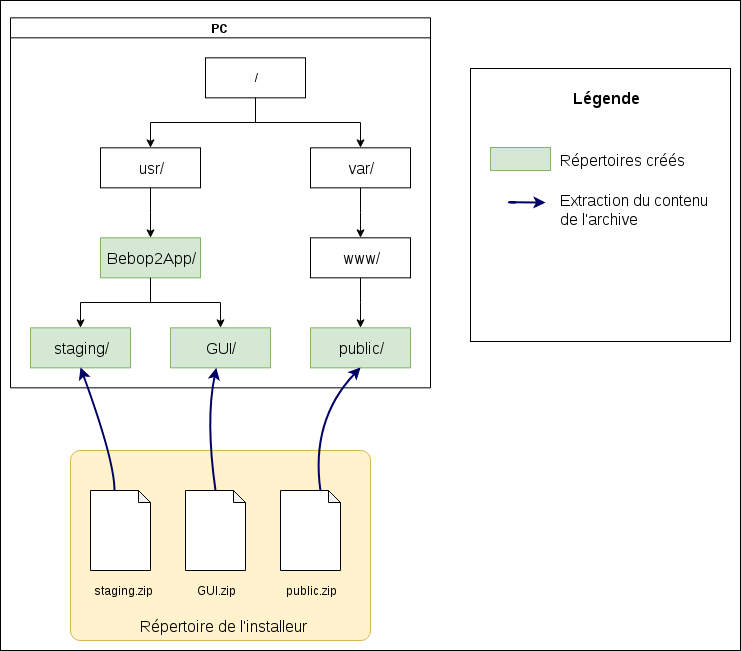 PC
/
usr/
var/
Bebop2App/
www/
staging/
GUI/
public/
Légende
Répertoires créés
Extraction du contenu
de l'archive
staging.zip
GUI.zip
public.zip
Répertoire de l'installeur